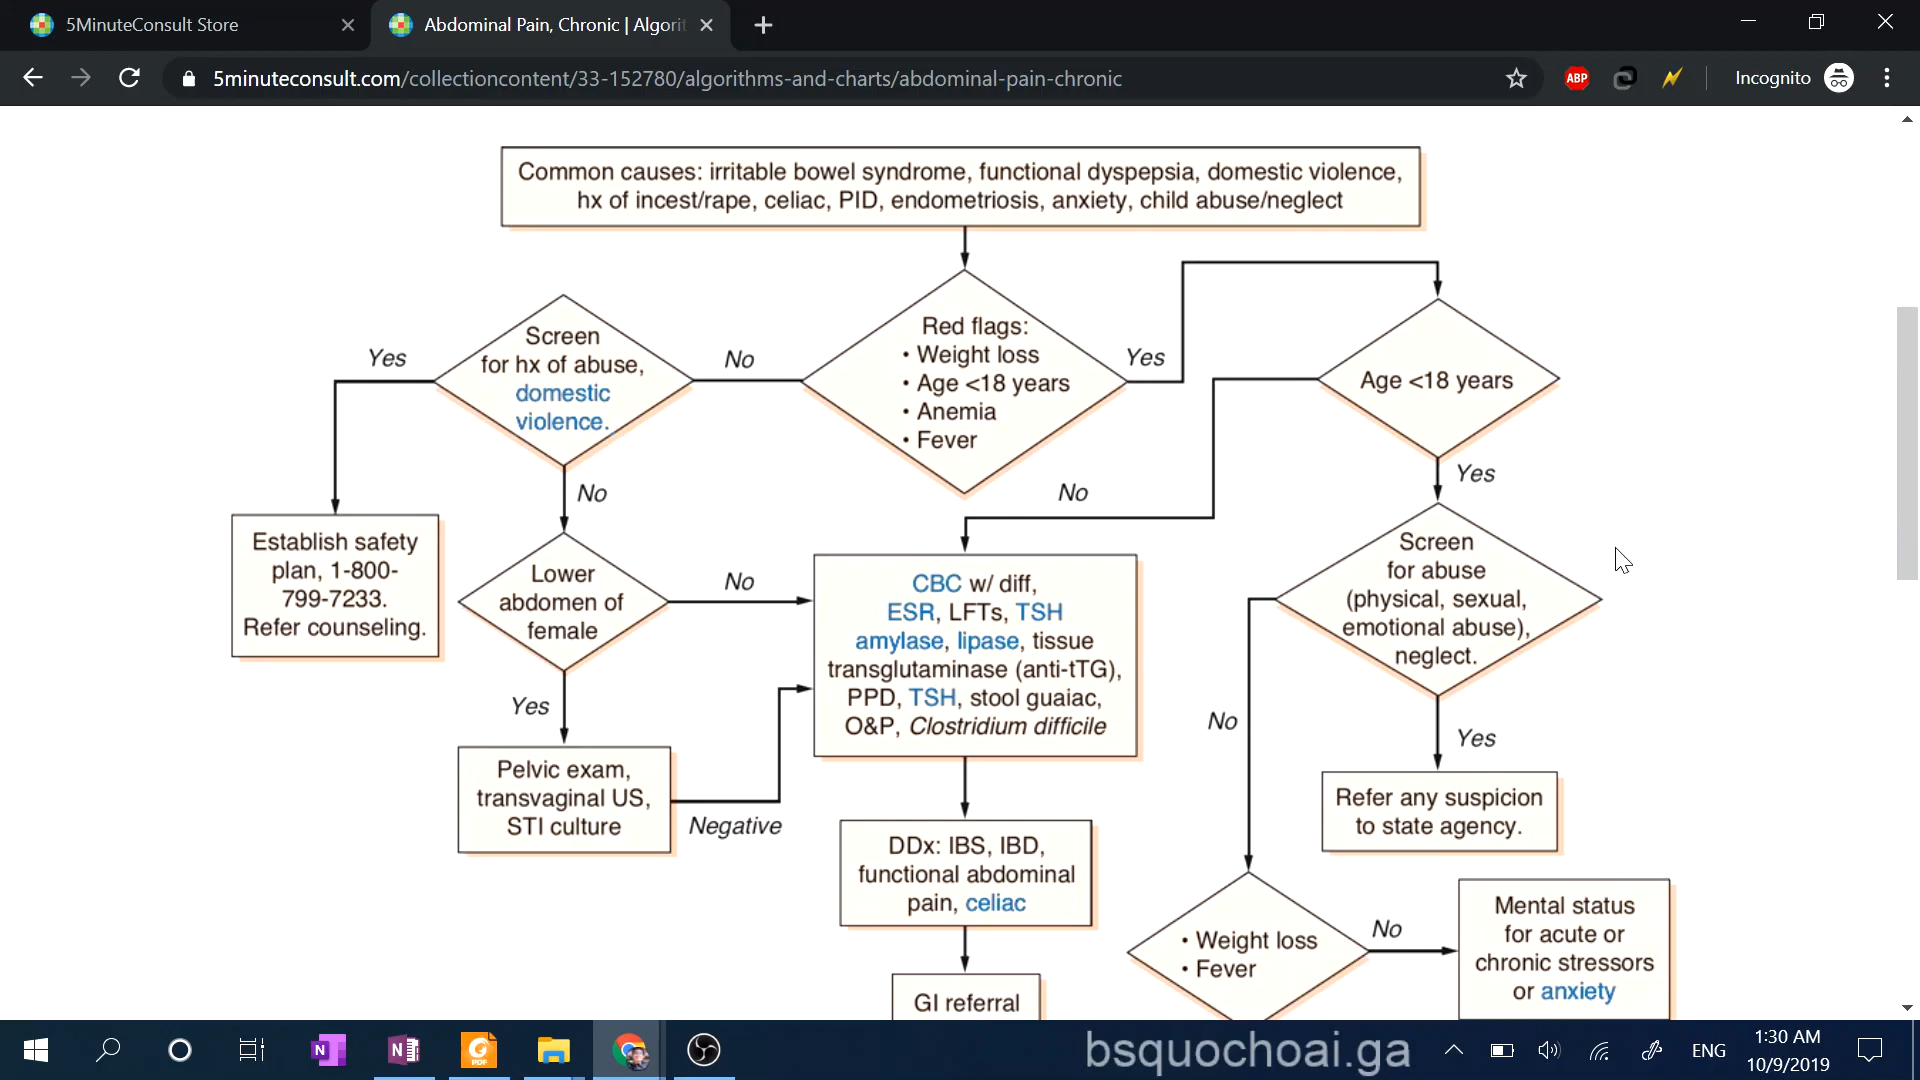 5MinuteConsult Store
Abdominal Pain, Chronic | Algorit
5minuteconsult.com/collectioncontent/33-152780/algorithms-and-charts/abdominal-pain-chronic
ABP
Incognito
Common causes: irritable bowel syndrome, functional dyspepsia, domestic violence,
hx of incest/rape, celiac, PID, endometriosis, anxiety, child abuse/neglect
Red flags:
• Weight loss
• Age <18 years
• Anemia
• Fever
No
Yes
Screen
for hx of abuse,
domestic
violence.
Yes
No
Age <18 years
No
Yes
Establish safety
plan, 1-800-
799-7233.
Refer counseling.
Lower
abdomen of
female
No
Yes
CBC w/ diff,
ESR, LFTs, TSH
amylase, lipase, tissue
transglutaminase (anti-tTG),
PPD, TSH, stool guaiac,
O&P, Clostridium difficile
Screen
for abuse
(physical, sexual,
emotional abuse),
neglect.
No
Yes
Pelvic exam,
transvaginal US,
STI culture
Negative
Refer any suspicion
to state agency.
DDx: IBS, IBD,
functional abdominal
pain, celiac
• Weight loss
• Fever
No
Mental status
for acute or
chronic stressors
or anxiety
GI referral
N
N
PDF
bsquochoai.ga
ENG
1:30 AM
10/9/2019